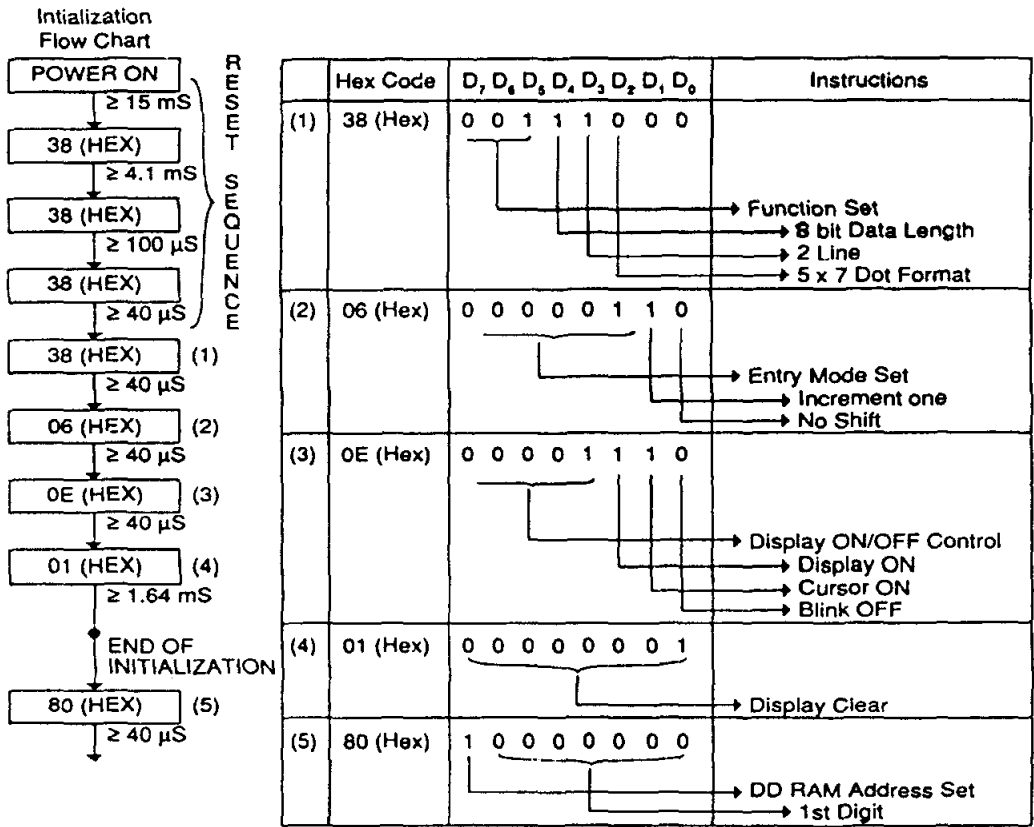 Intialization
Flow Chart
POWER ON
≥ 15 mS
38 (HEX)
≥ 4.1 mS
38 (HEX)
≥ 100 µS
38 (HEX)
≥ 40 µS
RESET SEQUENCE
38 (HEX) (1)
≥ 40 µS
06 (HEX) (2)
≥ 40 µS
0E (HEX) (3)
≥ 40 µS
01 (HEX) (4)
≥ 1.64 mS
END OF
INITIALIZATION
80 (HEX) (5)
≥ 40 µS
Hex Code D₇ D₆ D₅ D₄ D₃ D₂ D₁ D₀ Instructions
(1) 38 (Hex) 0 0 1 1 1 0 0 0
Function Set
8 bit Data Length
2 Line
5 x 7 Dot Format
(2) 06 (Hex) 0 0 0 0 0 1 1 0
Entry Mode Set
Increment one
No Shift
(3) 0E (Hex) 0 0 0 0 1 1 1 0
Display ON/OFF Control
Display ON
Cursor ON
Blink OFF
(4) 01 (Hex) 0 0 0 0 0 0 0 1
Display Clear
(5) 80 (Hex) 1 0 0 0 0 0 0 0
DD RAM Address Set
1st Digit